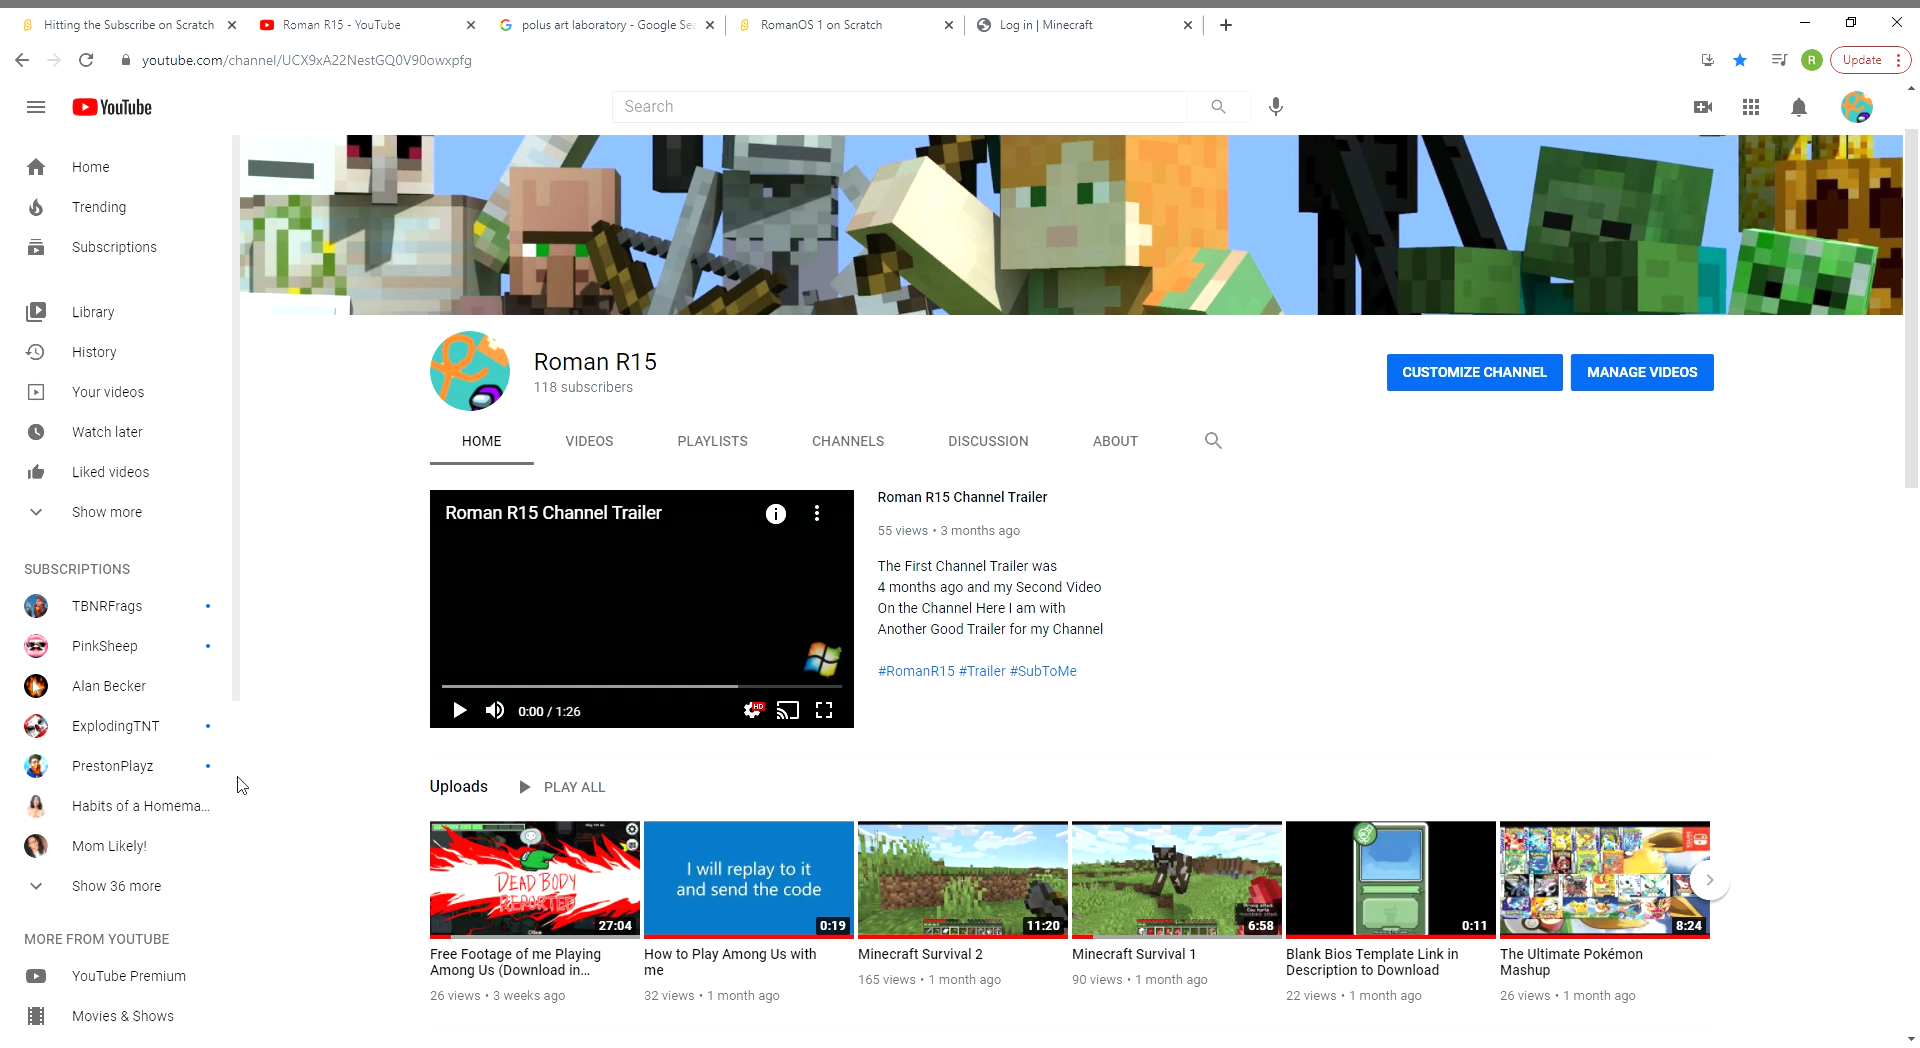 Hitting the Subscribe on Scratch
Roman R15 - YouTube
polus art laboratory - Google Sea
RomanOS 1 on Scratch
Log in | Minecraft
youtube.com/channel/UCX9xA22NestGQ0V90owxpfg
R
Update
YouTube
Search
Home
Trending
Subscriptions
Library
History
Your videos
Watch later
Liked videos
Show more
SUBSCRIPTIONS
TBNRFrags
PinkSheep
Alan Becker
ExplodingTNT
PrestonPlayz
Habits of a Homema...
Mom Likely!
Show 36 more
MORE FROM YOUTUBE
YouTube Premium
Movies & Shows
Roman R15
118 subscribers
CUSTOMIZE CHANNEL
MANAGE VIDEOS
HOME
VIDEOS
PLAYLISTS
CHANNELS
DISCUSSION
ABOUT
Roman R15 Channel Trailer
0:00 / 1:26
HD
Roman R15 Channel Trailer
55 views • 3 months ago
The First Channel Trailer was
4 months ago and my Second Video
On the Channel Here I am with
Another Good Trailer for my Channel
#RomanR15 #Trailer #SubToMe
Uploads
PLAY ALL
DEAD BODY
REPORTED
27:04
Free Footage of me Playing
Among Us (Download in...
26 views • 3 weeks ago
I will replay to it
and send the code
0:19
How to Play Among Us with
me
32 views • 1 month ago
11:20
Minecraft Survival 2
165 views • 1 month ago
6:58
Minecraft Survival 1
90 views • 1 month ago
0:11
Blank Bios Template Link in
Description to Download
22 views • 1 month ago
8:24
The Ultimate Pokémon
Mashup
26 views • 1 month ago